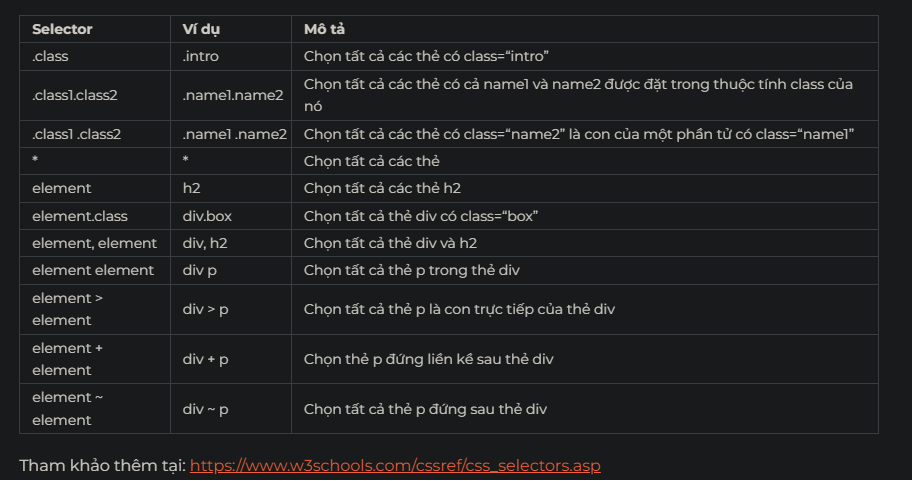 Selector Ví dụ Mô tả
.class .intro Chọn tất cả các thẻ có class=“intro”
.class1.class2 .name1.name2 Chọn tất cả các thẻ có cả name1 và name2 được đặt trong thuộc tính class của
nó
.class1 .class2 .name1 .name2 Chọn tất cả các thẻ có class=“name2” là con của một phần tử có class=“name1”
* * Chọn tất cả các thẻ
element h2 Chọn tất cả các thẻ h2
element.class div.box Chọn tất cả thẻ div có class=“box”
element, element div, h2 Chọn tất cả thẻ div và h2
element element div p Chọn tất cả thẻ p trong thẻ div
element >
element div > p Chọn tất cả thẻ p là con trực tiếp của thẻ div
element +
element div + p Chọn thẻ p đứng liền kề sau thẻ div
element ~
element div ~ p Chọn tất cả thẻ p đứng sau thẻ div
Tham khảo thêm tại: https://www.w3schools.com/cssref/css_selectors.asp